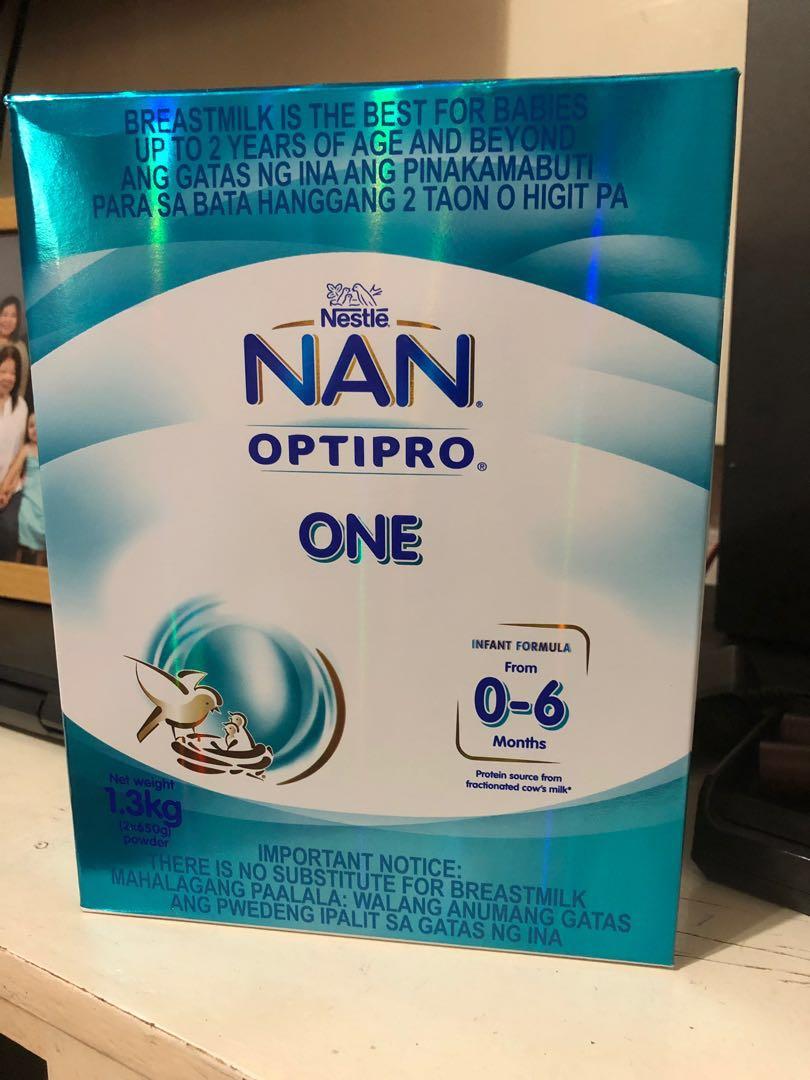 BREASTMILK IS THE BEST FOR BABIES
UP TO 2 YEARS OF AGE AND BEYOND
ANG GATAS NG INA ANG PINAKAMABUTI
PARA SA BATA HANGGANG 2 TAON O HIGIT PA
Nestlé®
NAN®
OPTIPRO®
ONE
INFANT FORMULA
From
0-6
Months
Protein source from
fractionated cow's milk*
Net weight
1.3kg
(2x650g)
powder
IMPORTANT NOTICE:
THERE IS NO SUBSTITUTE FOR BREASTMILK
MAHALAGANG PAALALA: WALANG ANUMANG GATAS
ANG PWEDENG IPALIT SA GATAS NG INA